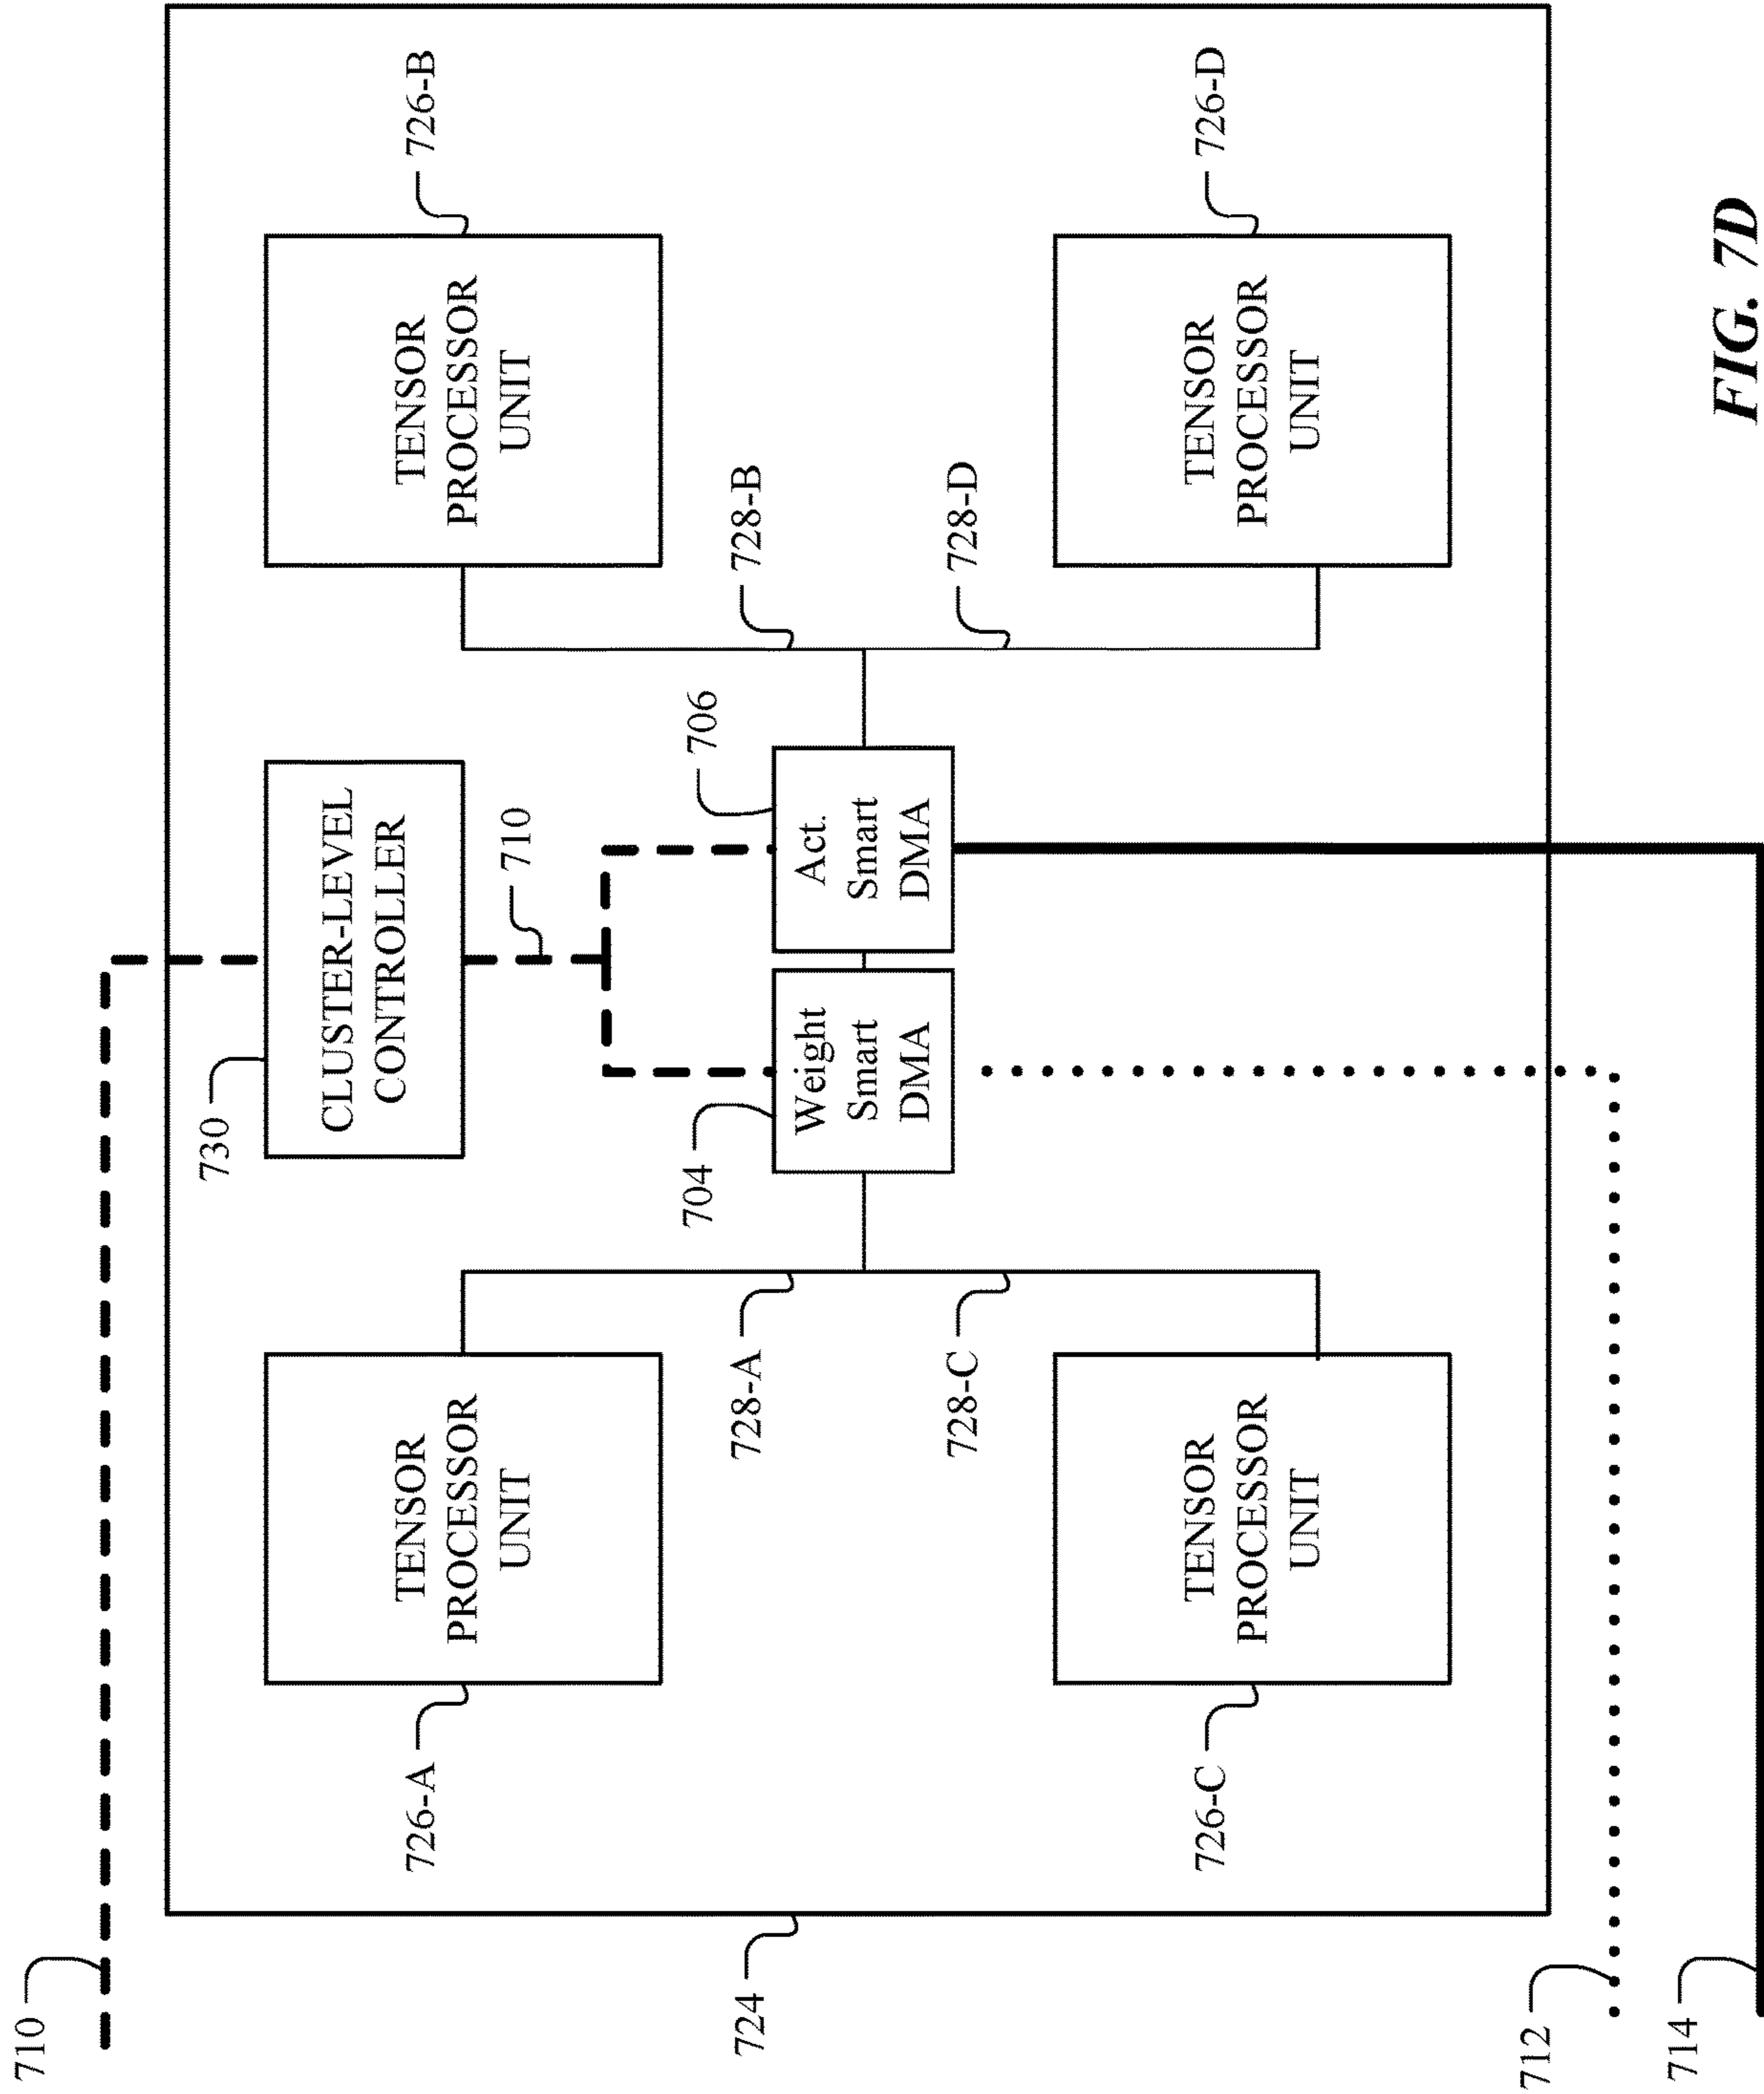 710
730
CLUSTER-LEVEL
CONTROLLER
726-A
TENSOR
PROCESSOR
UNIT
726-B
TENSOR
PROCESSOR
UNIT
710
728-A
704
Weight
Smart
DMA
706
Act.
Smart
DMA
728-B
724
728-C
728-D
726-C
TENSOR
PROCESSOR
UNIT
726-D
TENSOR
PROCESSOR
UNIT
712
714
FIG. 7D